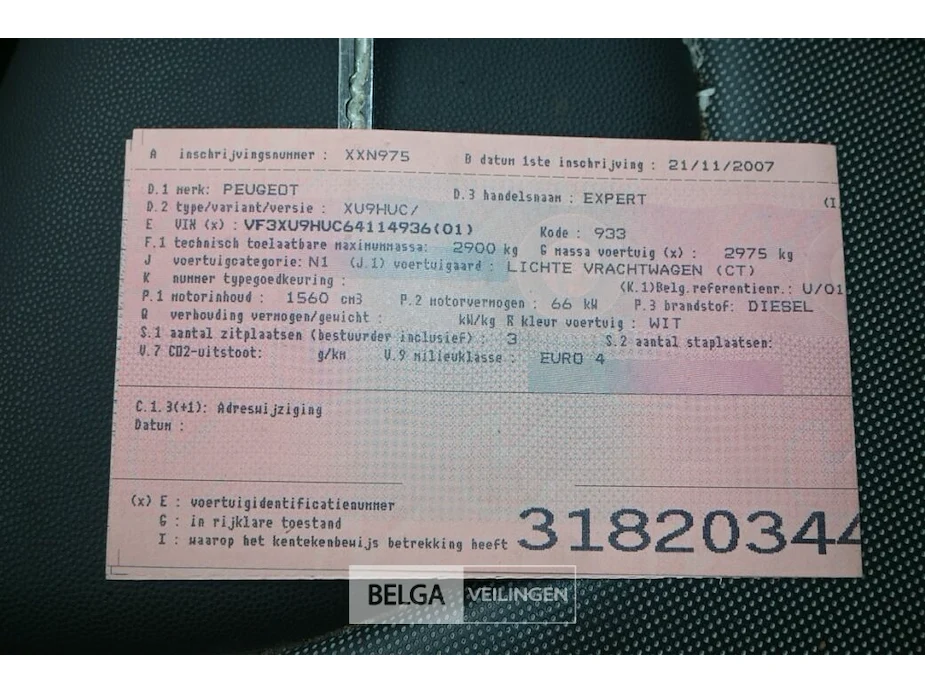 A inschrijvingsnummer : XXN975 B datum 1ste inschrijving : 21/11/2007
D.1 merk: PEUGEOT D.3 handelsnaam : EXPERT (I.
D.2 type/variant/versie : XU9HUC/
E VIN (x) : VF3XU9HUC64114936(01) Kode : 933
F.1 technisch toelaatbare maximummassa: 2900 kg G massa voertuig (x) : 2975 kg
J voertuigcategorie: N1 (J.1) voertuigaard : LICHTE VRACHTWAGEN (CT)
K nummer typegoedkeuring : (K.1)Belg.referentienr.: U/01
P.1 motorinhoud : 1560 cm3 P.2 motorvermogen : 66 kW P.3 brandstof: DIESEL
Q verhouding vermogen/gewicht : kW/kg R kleur voertuig : WIT
S.1 aantal zitplaatsen (bestuurder inclusief) : 3 S.2 aantal staplaatsen:
V.7 CO2-uitstoot: g/km V.9 milieuklasse : EURO 4
C.1.3(+1): Adreswijziging
Datum :
(x) E : voertuigidentificatienummer
G : in rijklare toestand
I : waarop het kentekenbewijs betrekking heeft 31820344
BELGA VEILINGEN